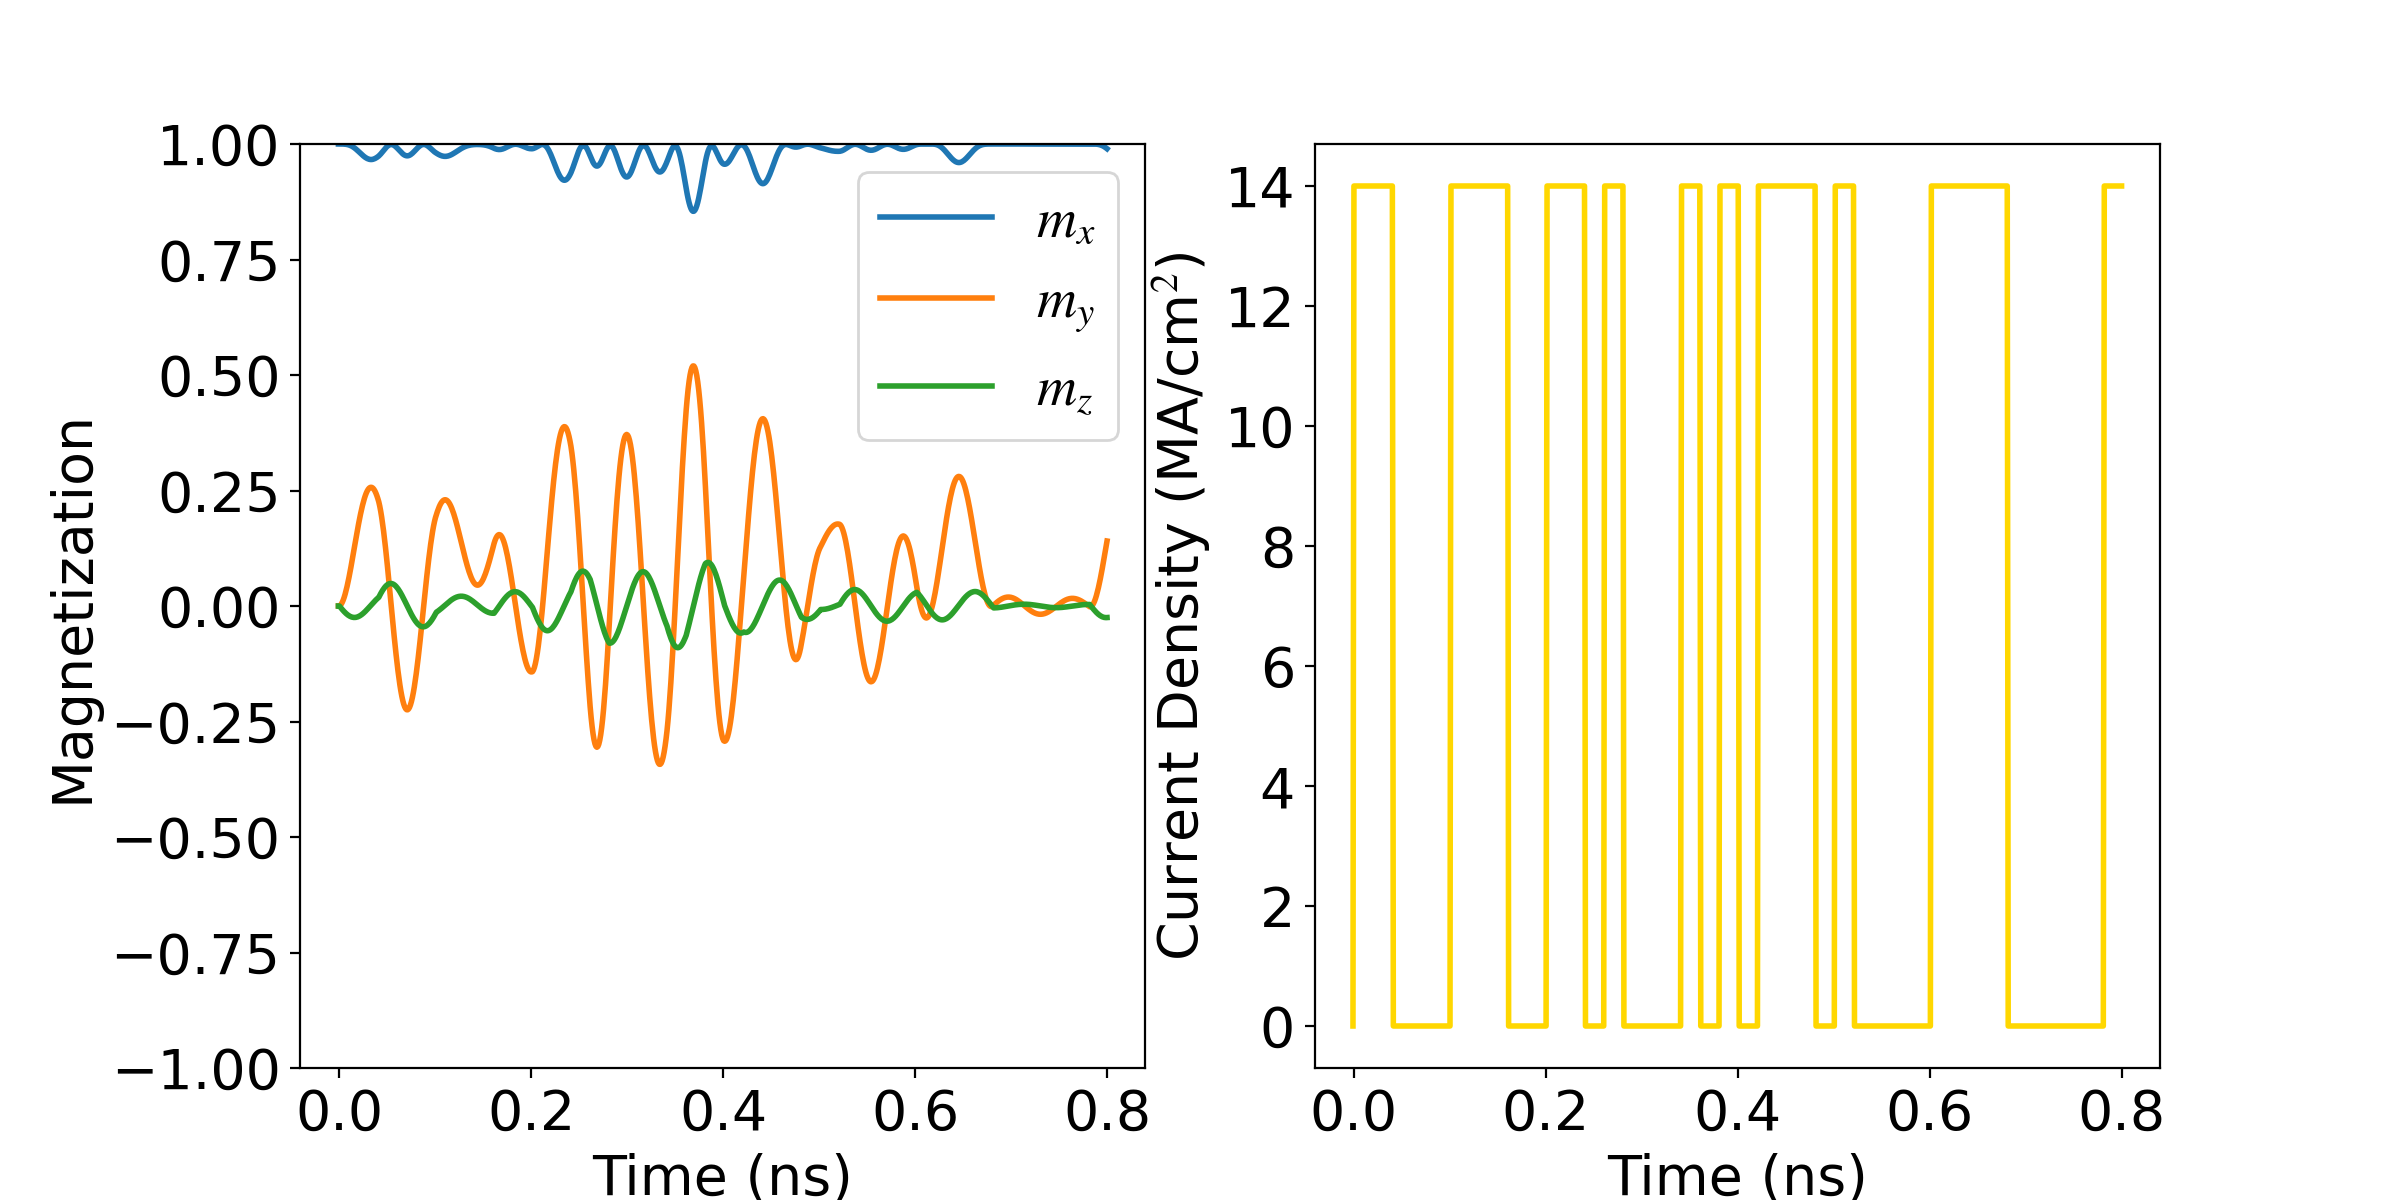 Magnetization
1.00
0.75
0.50
0.25
0.00
−0.25
−0.50
−0.75
−1.00
0.0 0.2 0.4 0.6 0.8
Time (ns)
m_x
m_y
m_z
Current Density (MA/cm²)
14
12
10
8
6
4
2
0
0.0 0.2 0.4 0.6 0.8
Time (ns)